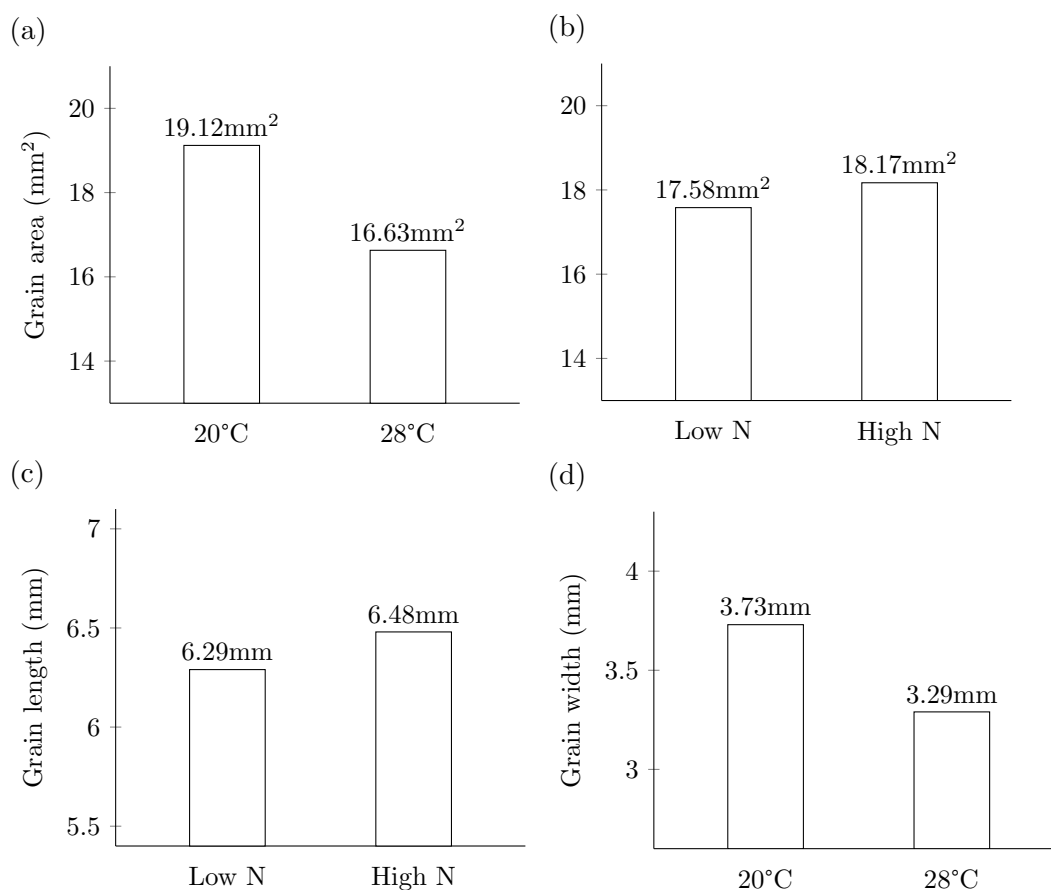 (a)
Grain area (mm²)
20
18
16
14
19.12mm²
16.63mm²
20°C
28°C
(b)
20
18
16
14
17.58mm²
18.17mm²
Low N
High N
(c)
Grain length (mm)
7
6.5
6
5.5
6.29mm
6.48mm
Low N
High N
(d)
Grain width (mm)
4
3.5
3
3.73mm
3.29mm
20°C
28°C